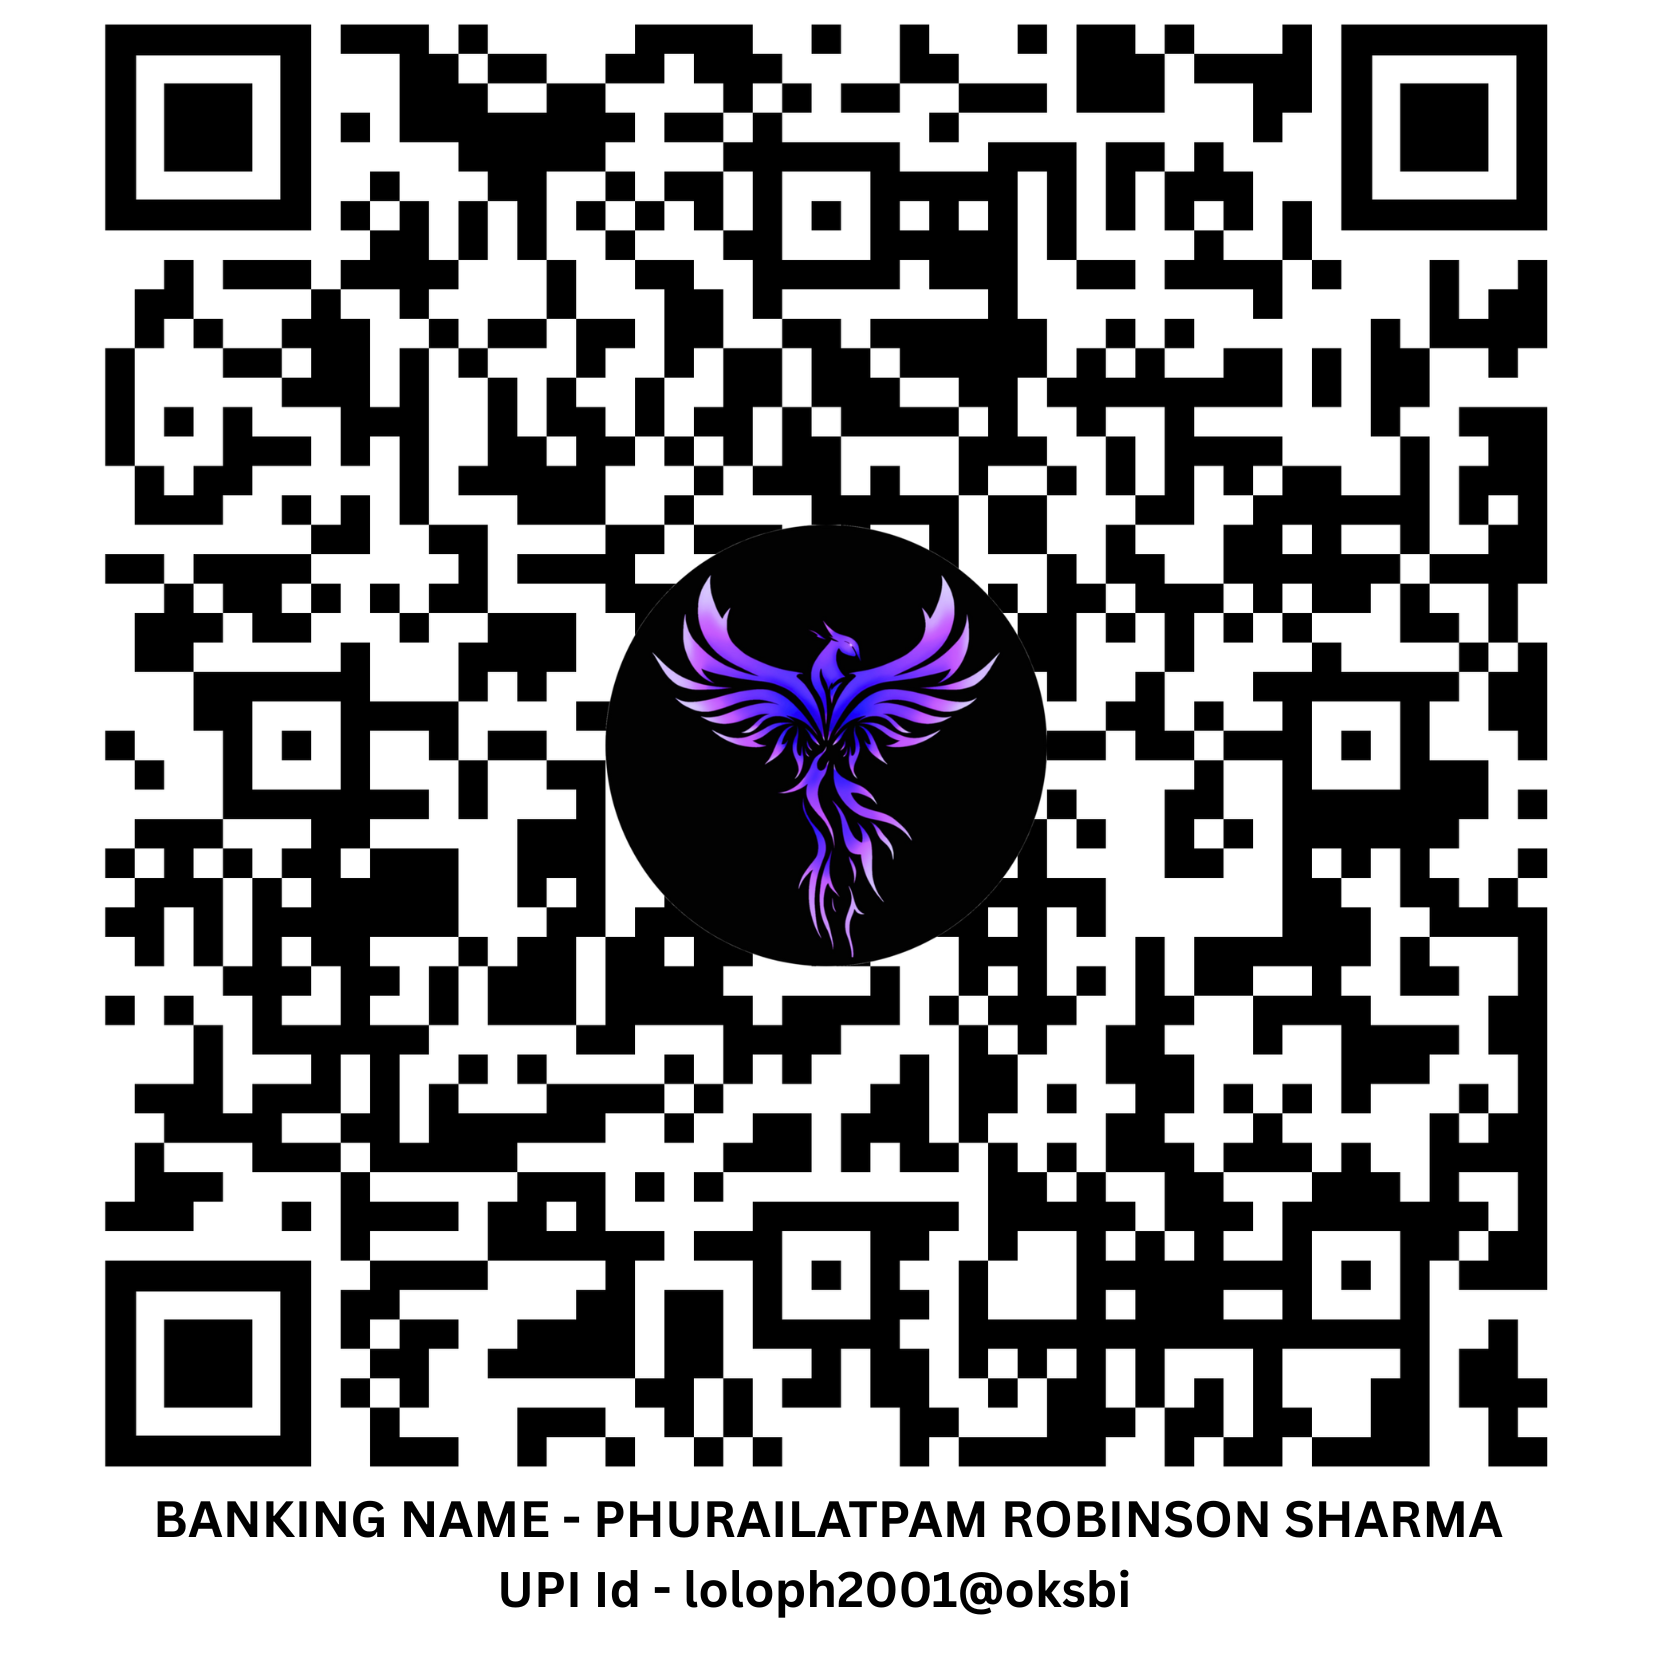 BANKING NAME - PHURAILATPAM ROBINSON SHARMA
UPI Id - loloph2001@oksbi